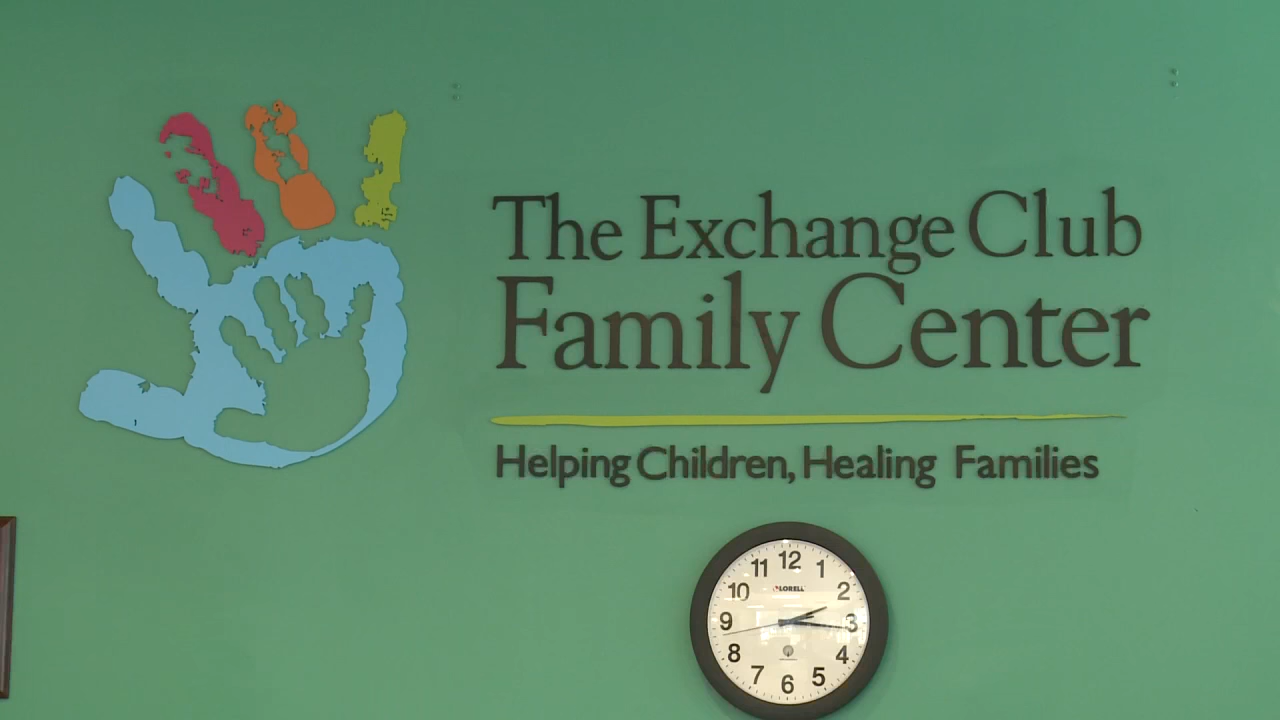 The Exchange Club
Family Center
Helping Children, Healing Families
11 12 1
10 LORELL 2
9 3
8 4
7 6 5